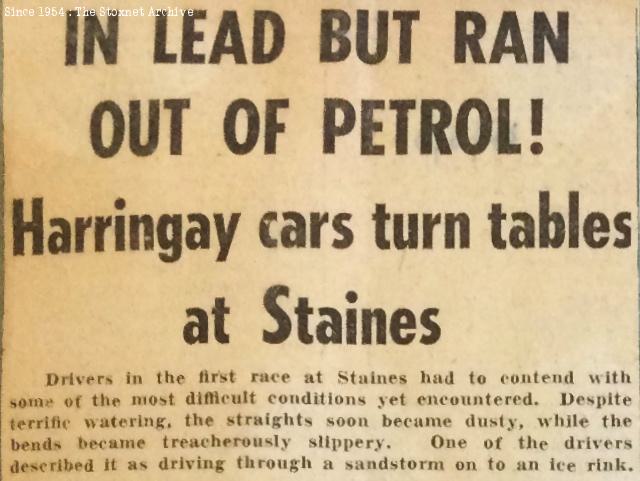 Since 1954 : The Stoxnet Archive
IN LEAD BUT RAN
OUT OF PETROL!
Harringay cars turn tables
at Staines
Drivers in the first race at Staines had to contend with
some of the most difficult conditions yet encountered. Despite
terrific watering, the straights soon became dusty, while the
bends became treacherously slippery. One of the drivers
described it as driving through a sandstorm on to an ice rink.